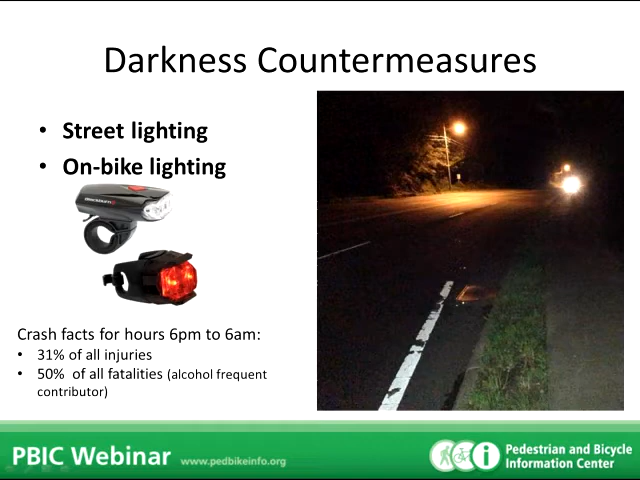 Darkness Countermeasures
• Street lighting
• On-bike lighting
Crash facts for hours 6pm to 6am:
• 31% of all injuries
• 50% of all fatalities (alcohol frequent
contributor)
PBIC Webinar www.pedbikeinfo.org
Pedestrian and Bicycle
Information Center